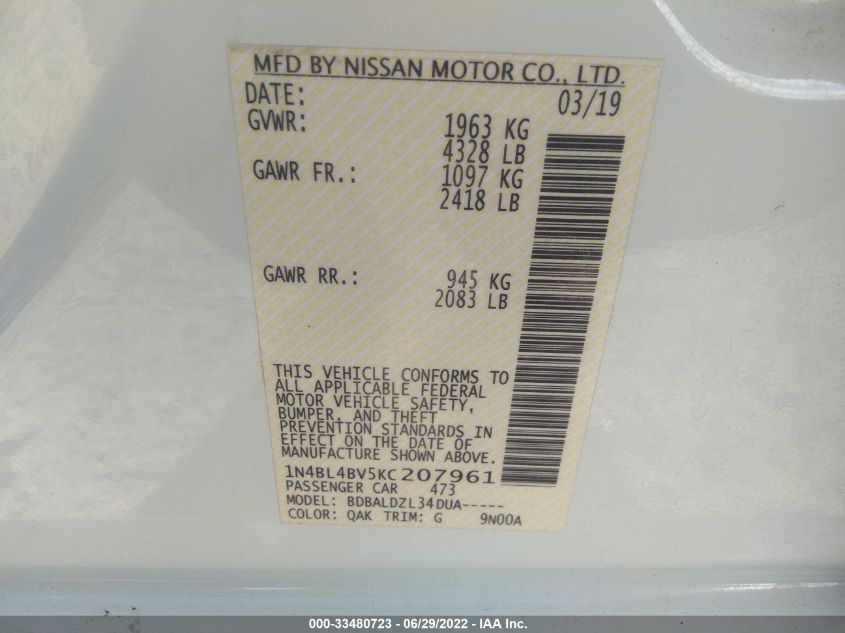 MFD BY NISSAN MOTOR CO., LTD.
DATE: 03/19
GVWR: 1963 KG
4328 LB
GAWR FR.: 1097 KG
2418 LB
GAWR RR.: 945 KG
2083 LB
THIS VEHICLE CONFORMS TO
ALL APPLICABLE FEDERAL
MOTOR VEHICLE SAFETY,
BUMPER, AND THEFT
PREVENTION STANDARDS IN
EFFECT ON THE DATE OF
MANUFACTURE SHOWN ABOVE.
1N4BL4BV5KC207961
PASSENGER CAR 473
MODEL: BDBALDZL34DUA-----
COLOR: QAK TRIM: G 9N00A
000-33480723 - 06/29/2022 - IAA Inc.